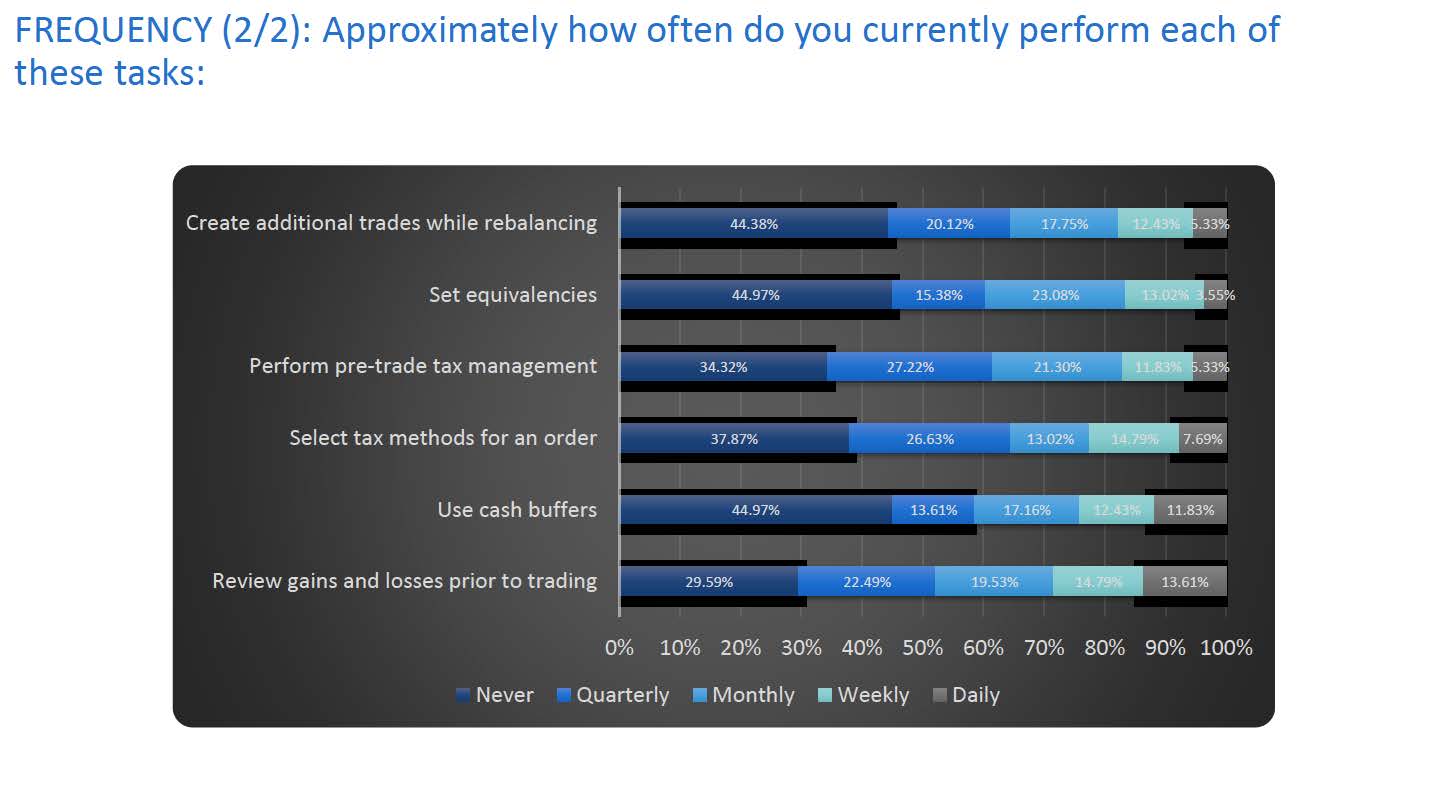 FREQUENCY (2/2): Approximately how often do you currently perform each of
these tasks:
Create additional trades while rebalancing
44.38% 20.12% 17.75% 12.43% 5.33%
Set equivalencies
44.97% 15.38% 23.08% 13.02% 3.55%
Perform pre-trade tax management
34.32% 27.22% 21.30% 11.83% 5.33%
Select tax methods for an order
37.87% 26.63% 13.02% 14.79% 7.69%
Use cash buffers
44.97% 13.61% 17.16% 12.43% 11.83%
Review gains and losses prior to trading
29.59% 22.49% 19.53% 14.79% 13.61%
0% 10% 20% 30% 40% 50% 60% 70% 80% 90% 100%
Never Quarterly Monthly Weekly Daily